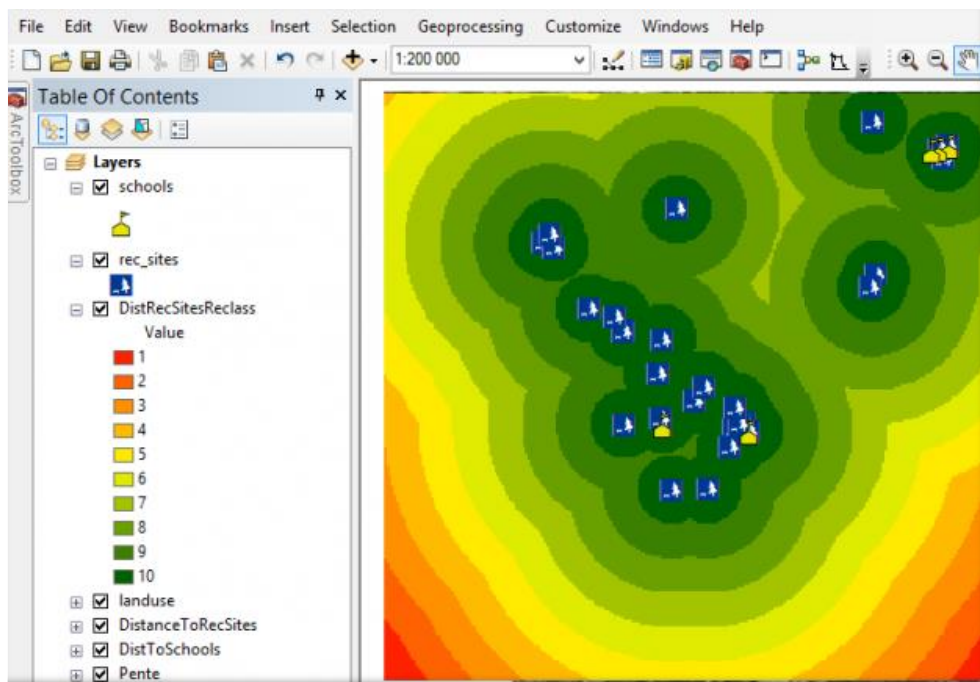 File Edit View Bookmarks Insert Selection Geoprocessing Customize Windows Help
1:200 000
ArcToolbox
Table Of Contents
Layers
schools
rec_sites
DistRecSitesReclass
Value
1
2
3
4
5
6
7
8
9
10
landuse
DistanceToRecSites
DistToSchools
Pente